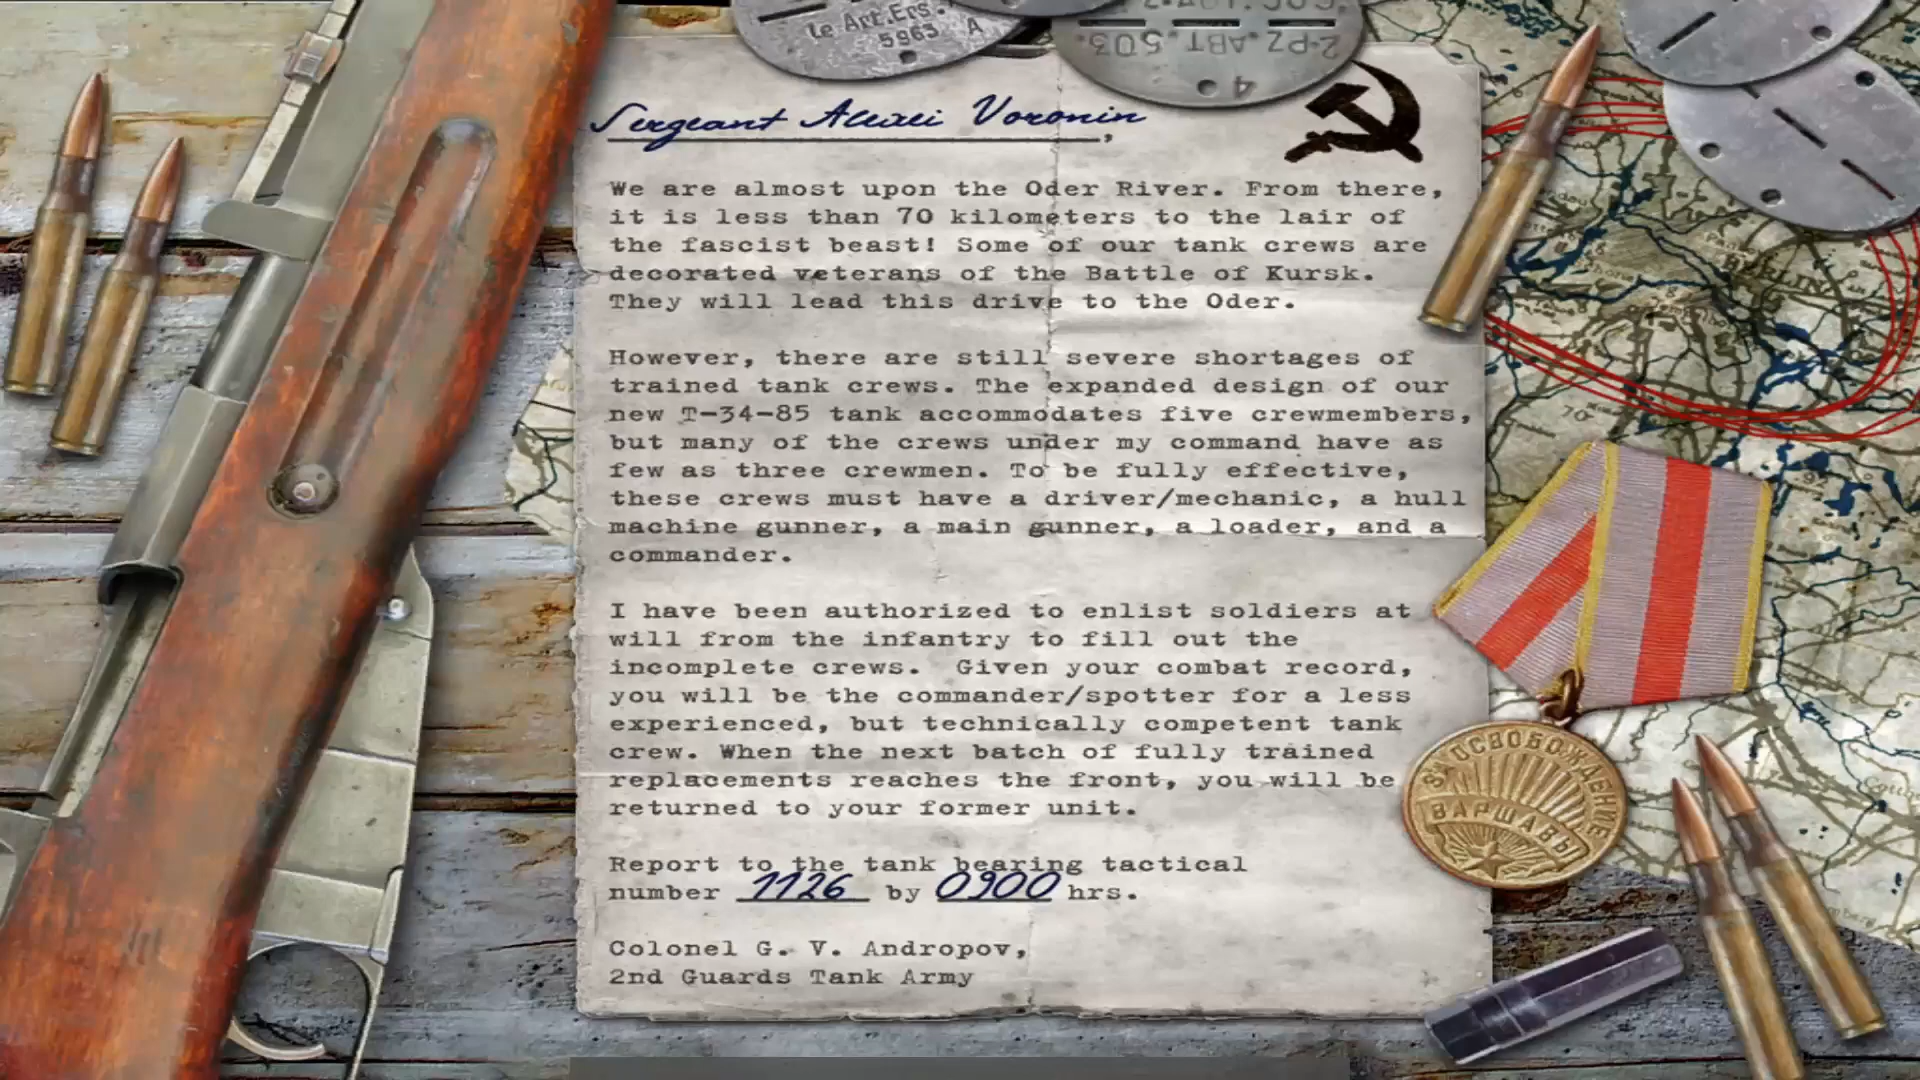 le Art.Ers.
5963 A
2.PZ.ABT.503.
4
Sergeant Alexei Voronin,
We are almost upon the Oder River. From there,
it is less than 70 kilometers to the lair of
the fascist beast! Some of our tank crews are
decorated veterans of the Battle of Kursk.
They will lead this drive to the Oder.
However, there are still severe shortages of
trained tank crews. The expanded design of our
new T-34-85 tank accommodates five crewmembers,
but many of the crews under my command have as
few as three crewmen. To be fully effective,
these crews must have a driver/mechanic, a hull
machine gunner, a main gunner, a loader, and a
commander.
I have been authorized to enlist soldiers at
will from the infantry to fill out the
incomplete crews. Given your combat record,
you will be the commander/spotter for a less
experienced, but technically competent tank
crew. When the next batch of fully trained
replacements reaches the front, you will be
returned to your former unit.
Report to the tank bearing tactical
number 1126 by 0900 hrs.
Colonel G. V. Andropov,
2nd Guards Tank Army
BERLIN
70
ЗА ОСВОБОЖДЕНИЕ
ВАРШАВЫ